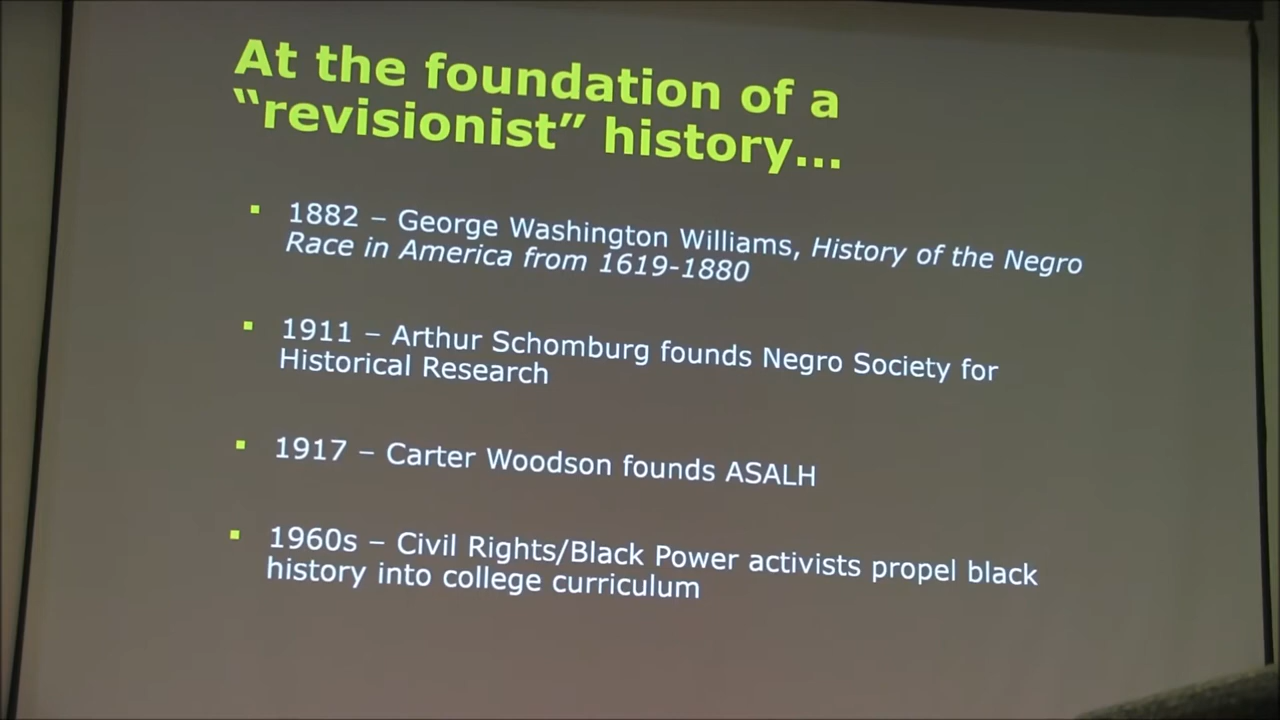 At the foundation of a
“revisionist” history...
▪ 1882 – George Washington Williams, History of the Negro
Race in America from 1619-1880
▪ 1911 – Arthur Schomburg founds Negro Society for
Historical Research
▪ 1917 – Carter Woodson founds ASALH
▪ 1960s – Civil Rights/Black Power activists propel black
history into college curriculum